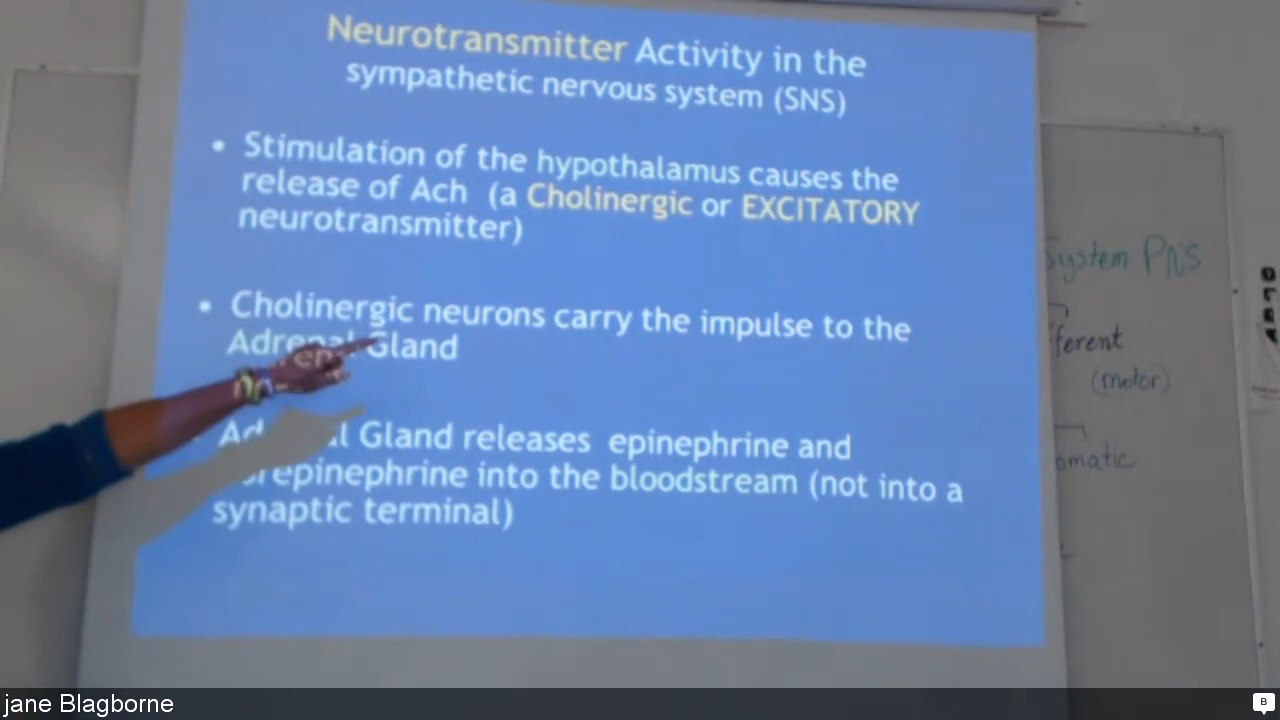 Neurotransmitter Activity in the
sympathetic nervous system (SNS)
• Stimulation of the hypothalamus causes the
release of Ach (a Cholinergic or EXCITATORY
neurotransmitter)
• Cholinergic neurons carry the impulse to the
Adrenal Gland
Gland releases epinephrine and
into the bloodstream (not into a
synaptic terminal)
System PNS
(motor)
jane Blagborne
B